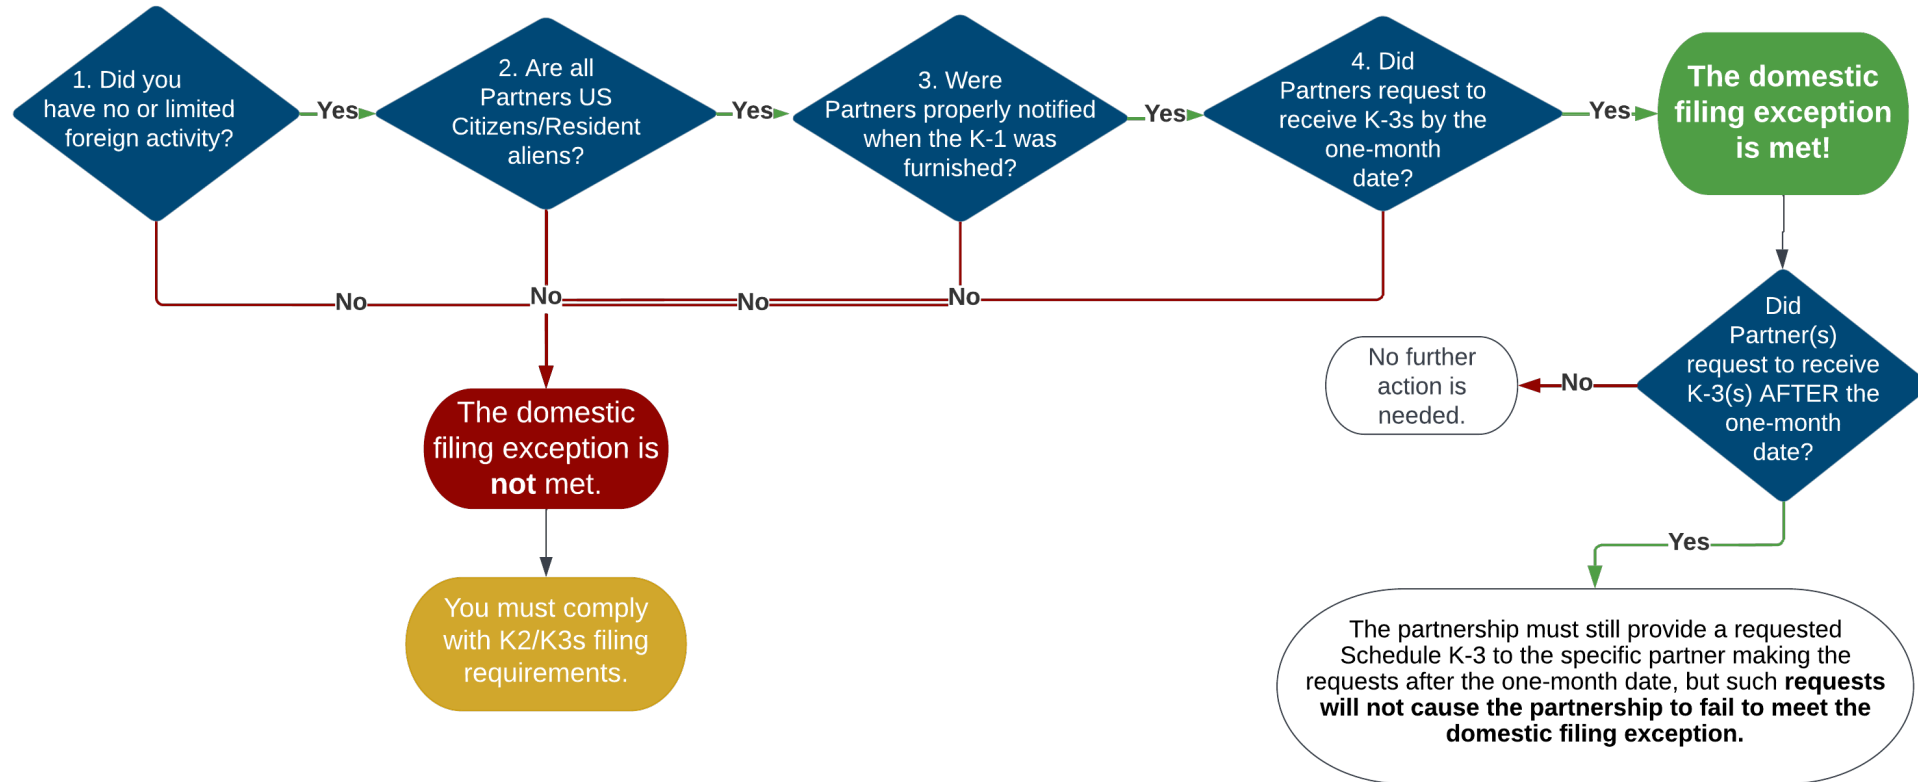 1. Did you
have no or limited
foreign activity?
Yes
2. Are all
Partners US
Citizens/Resident
aliens?
Yes
3. Were
Partners properly notified
when the K-1 was
furnished?
Yes
4. Did
Partners request to
receive K-3s by the
one-month
date?
Yes
The domestic
filing exception
is met!
No
No
No
No
The domestic
filing exception is
not met.
You must comply
with K2/K3s filing
requirements.
Did
Partner(s)
request to receive
K-3(s) AFTER the
one-month
date?
No
No further
action is
needed.
Yes
The partnership must still provide a requested
Schedule K-3 to the specific partner making the
requests after the one-month date, but such requests
will not cause the partnership to fail to meet the
domestic filing exception.